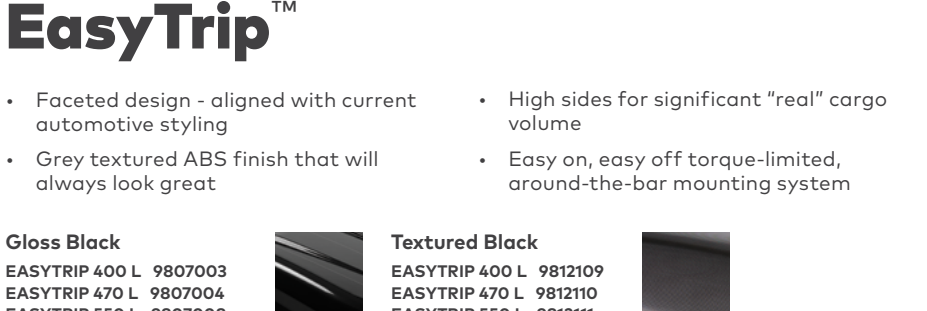 EasyTrip™
• Faceted design - aligned with current
automotive styling
• Grey textured ABS finish that will
always look great
• High sides for significant “real” cargo
volume
• Easy on, easy off torque-limited,
around-the-bar mounting system
Gloss Black
EASYTRIP 400 L 9807003
EASYTRIP 470 L 9807004
Textured Black
EASYTRIP 400 L 9812109
EASYTRIP 470 L 9812110